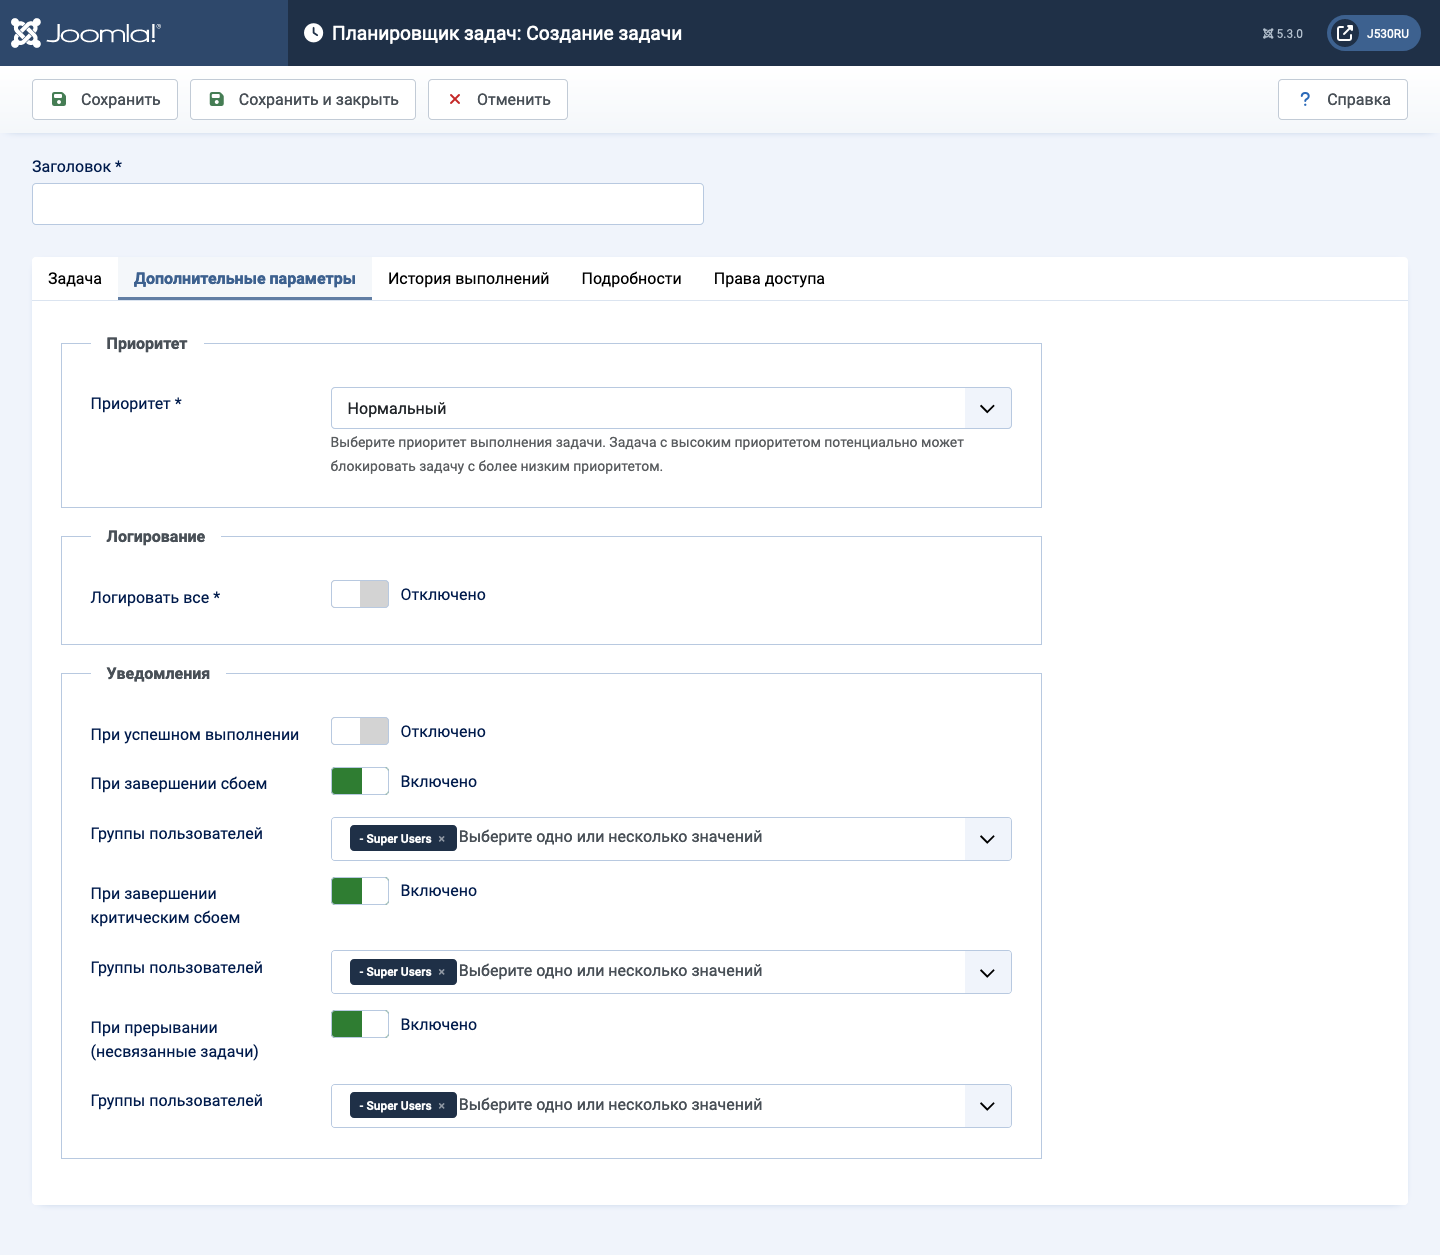 Joomla!®
Планировщик задач: Создание задачи
5.3.0
J530RU
Сохранить
Сохранить и закрыть
Отменить
? Справка
Заголовок *
Задача
Дополнительные параметры
История выполнений
Подробности
Права доступа
Приоритет
Приоритет *
Нормальный
Выберите приоритет выполнения задачи. Задача с высоким приоритетом потенциально может
блокировать задачу с более низким приоритетом.
Логирование
Логировать все *
Отключено
Уведомления
При успешном выполнении
Отключено
При завершении сбоем
Включено
Группы пользователей
- Super Users × Выберите одно или несколько значений
При завершении
критическим сбоем
Включено
Группы пользователей
- Super Users × Выберите одно или несколько значений
При прерывании
(несвязанные задачи)
Включено
Группы пользователей
- Super Users × Выберите одно или несколько значений